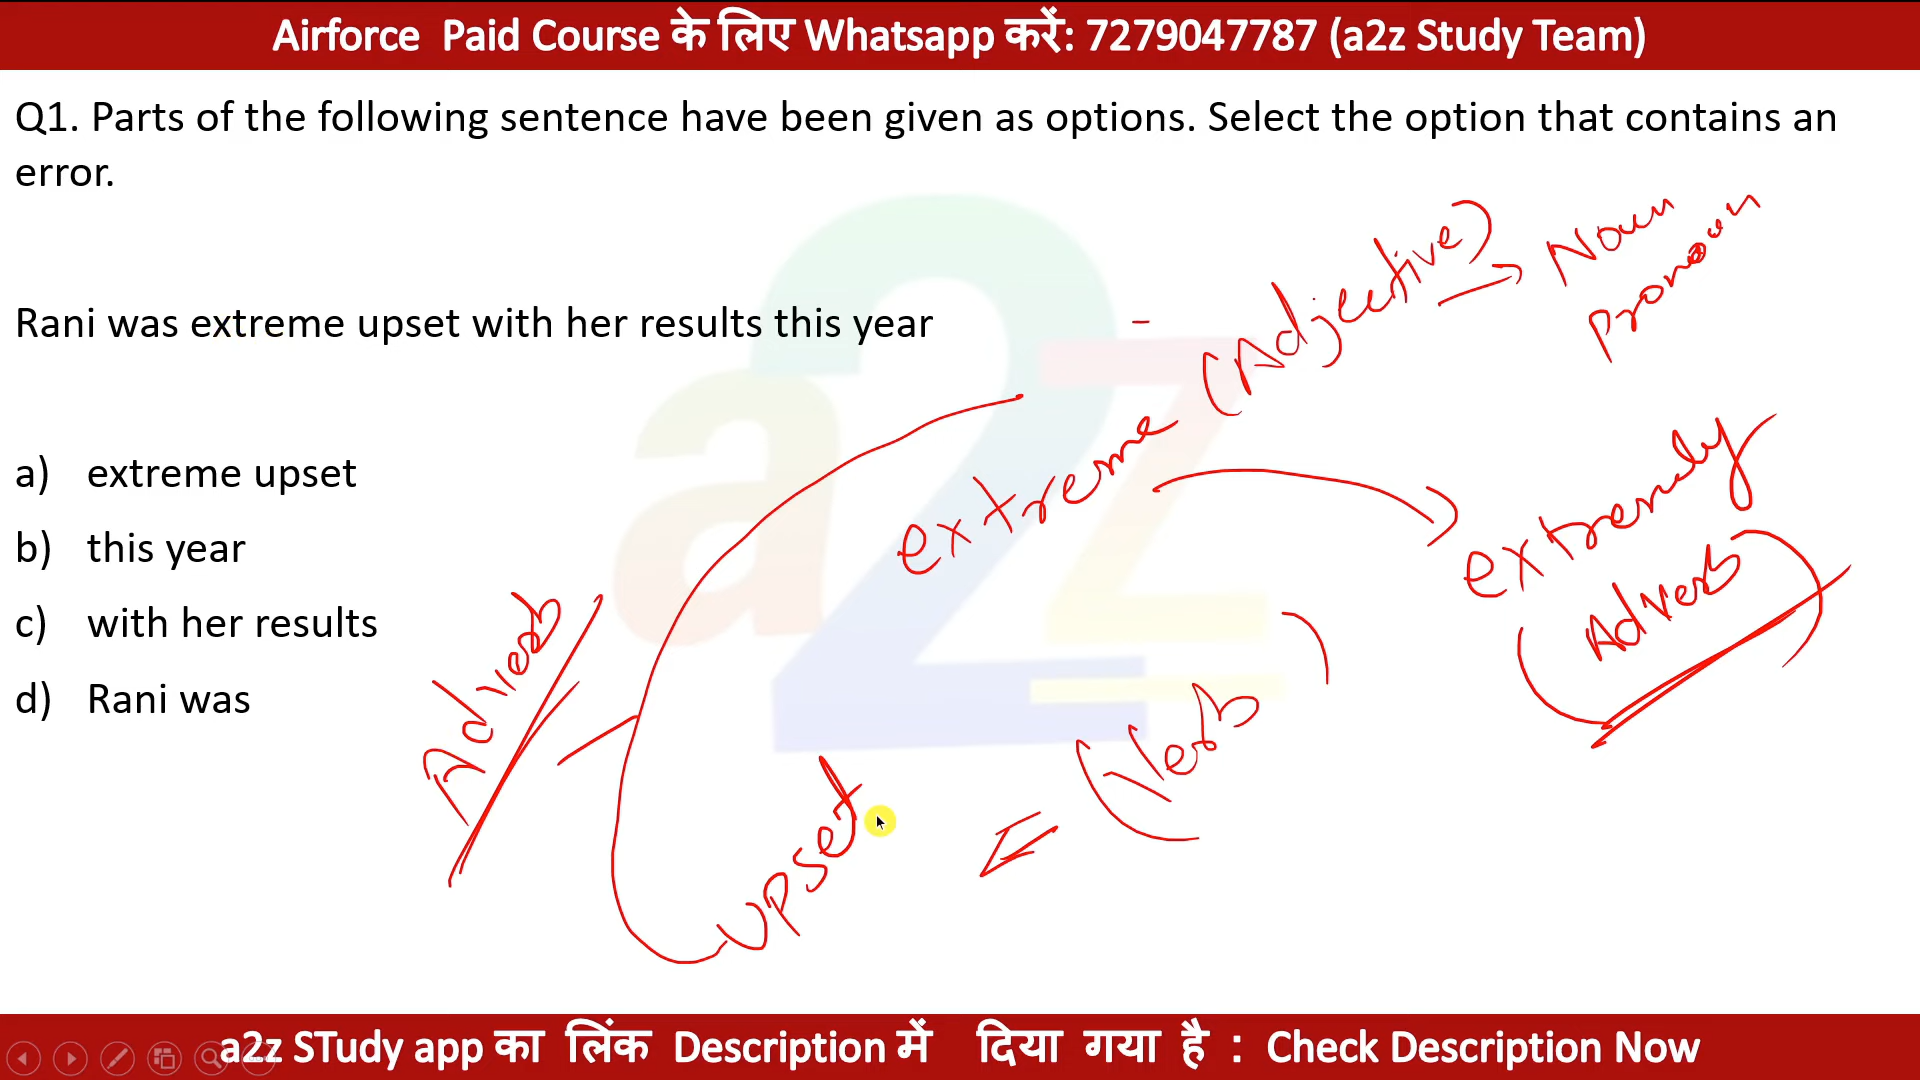 Airforce Paid Course के लिए Whatsapp करें: 7279047787 (a2z Study Team)
Q1. Parts of the following sentence have been given as options. Select the option that contains an
error.
Rani was extreme upset with her results this year
a) extreme upset
b) this year
c) with her results
d) Rani was
a2z
extreme (Adjective) → Noun
Pronoun
extremely
(Adverb)
Adverb
upset = (Verb)
a2z STudy app का लिंक Description में दिया गया है : Check Description Now